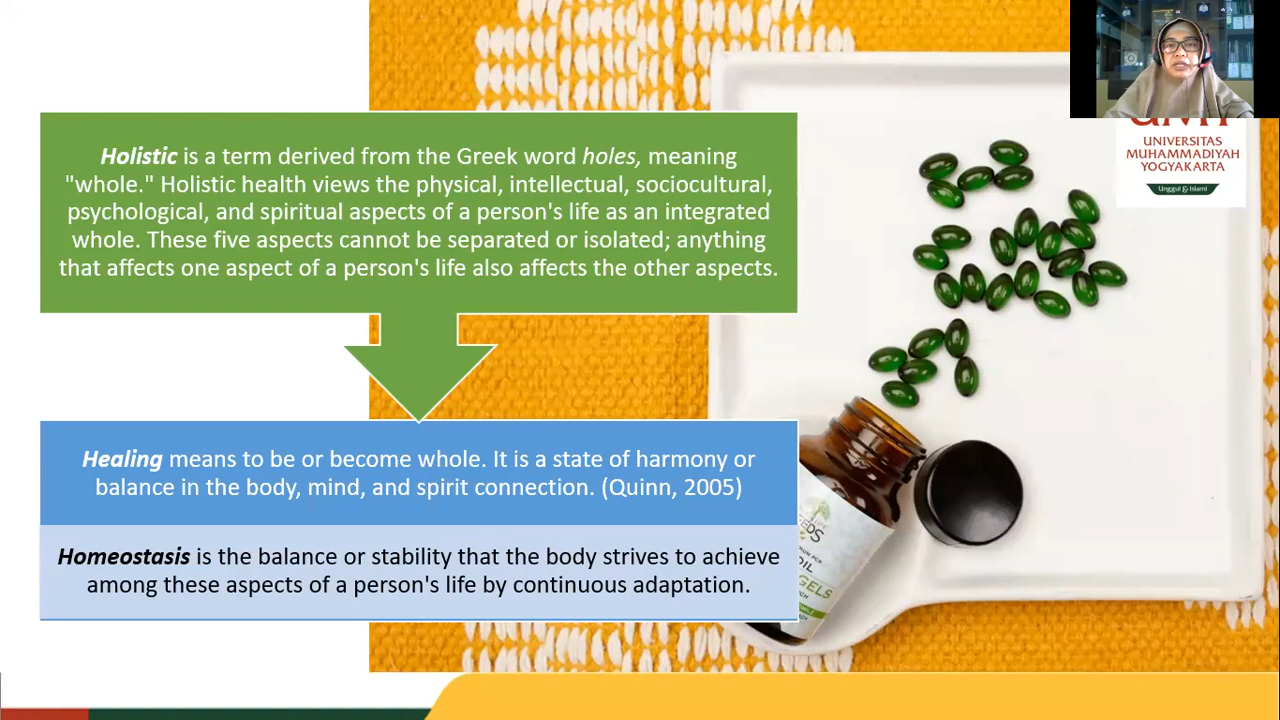 Holistic is a term derived from the Greek word holes, meaning
"whole." Holistic health views the physical, intellectual, sociocultural,
psychological, and spiritual aspects of a person's life as an integrated
whole. These five aspects cannot be separated or isolated; anything
that affects one aspect of a person's life also affects the other aspects.
Healing means to be or become whole. It is a state of harmony or
balance in the body, mind, and spirit connection. (Quinn, 2005)
Homeostasis is the balance or stability that the body strives to achieve
among these aspects of a person's life by continuous adaptation.
UNIVERSITAS
MUHAMMADIYAH
YOGYAKARTA
Unggul & Islami